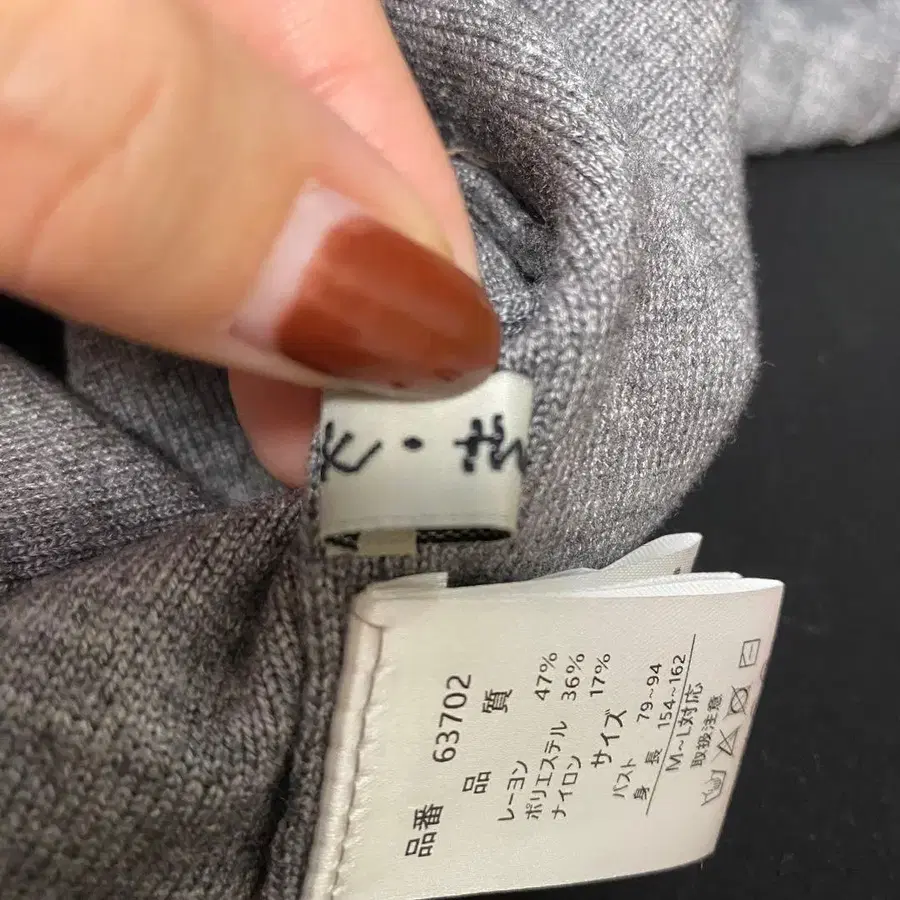 品番 63702
品質
レーヨン 47%
ポリエステル 36%
ナイロン 17%
サイズ
バスト 79~94
身長 154~162
M~L対応
取扱注意